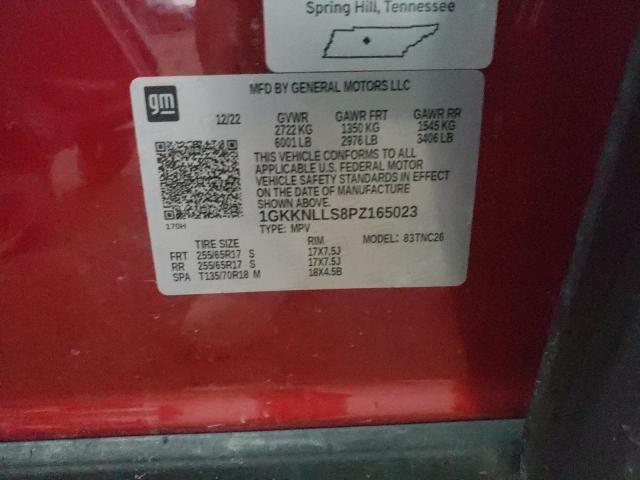 Spring Hill, Tennessee
gm
MFD BY GENERAL MOTORS LLC
12/22 GVWR GAWR FRT GAWR RR
2722 KG 1350 KG 1545 KG
6001 LB 2976 LB 3406 LB
THIS VEHICLE CONFORMS TO ALL
APPLICABLE U.S. FEDERAL MOTOR
VEHICLE SAFETY STANDARDS IN EFFECT
ON THE DATE OF MANUFACTURE
SHOWN ABOVE.
170H
1GKKNLLS8PZ165023
TYPE: MPV MODEL: 83TNC26
TIRE SIZE RIM
FRT 255/65R17 S 17X7.5J
RR 255/65R17 S 17X7.5J
SPA T135/70R18 M 18X4.5B